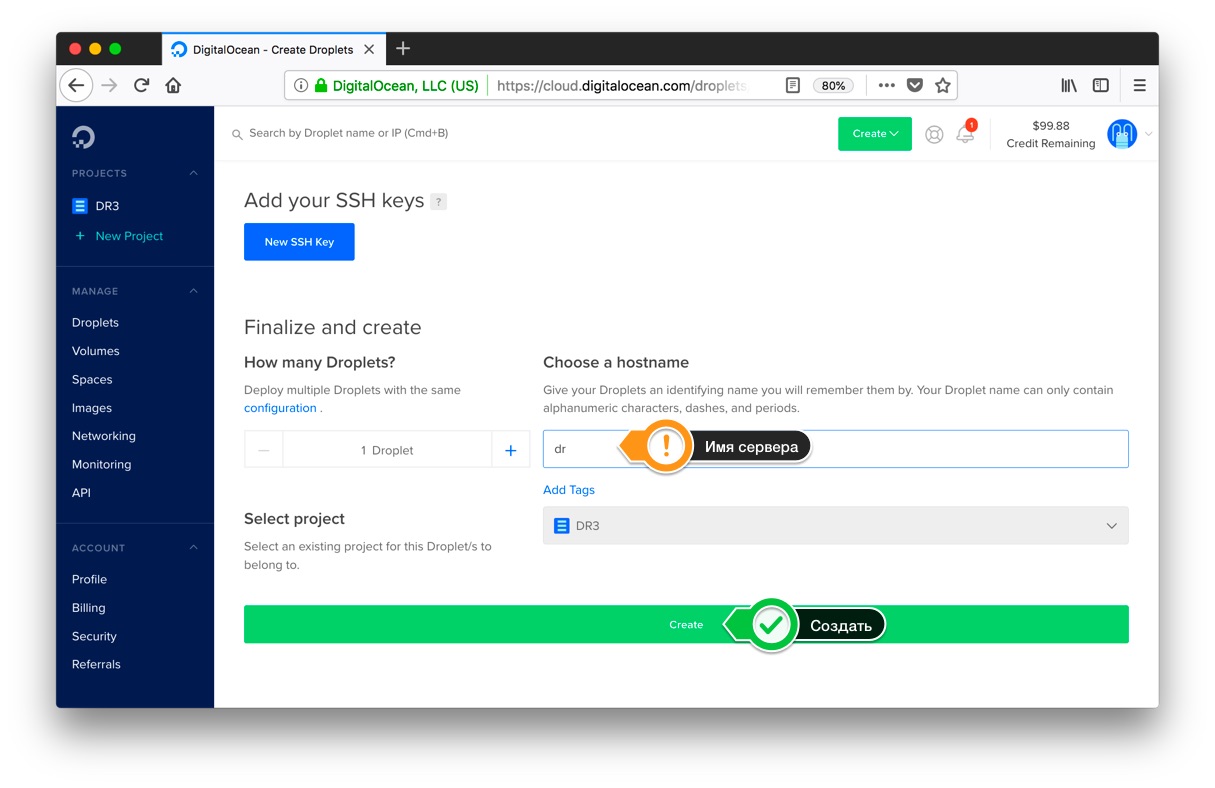 DigitalOcean - Create Droplets
DigitalOcean, LLC (US)
https://cloud.digitalocean.com/droplets
80%
Search by Droplet name or IP (Cmd+B)
Create
1
$99.88
Credit Remaining
PROJECTS
DR3
+ New Project
MANAGE
Droplets
Volumes
Spaces
Images
Networking
Monitoring
API
ACCOUNT
Profile
Billing
Security
Referrals
Add your SSH keys ?
New SSH Key
Finalize and create
How many Droplets?
Deploy multiple Droplets with the same
configuration .
1 Droplet
Choose a hostname
Give your Droplets an identifying name you will remember them by. Your Droplet name can only contain
alphanumeric characters, dashes, and periods.
dr
! Имя сервера
Add Tags
Select project
Select an existing project for this Droplet/s to
belong to.
DR3
Create
Создать